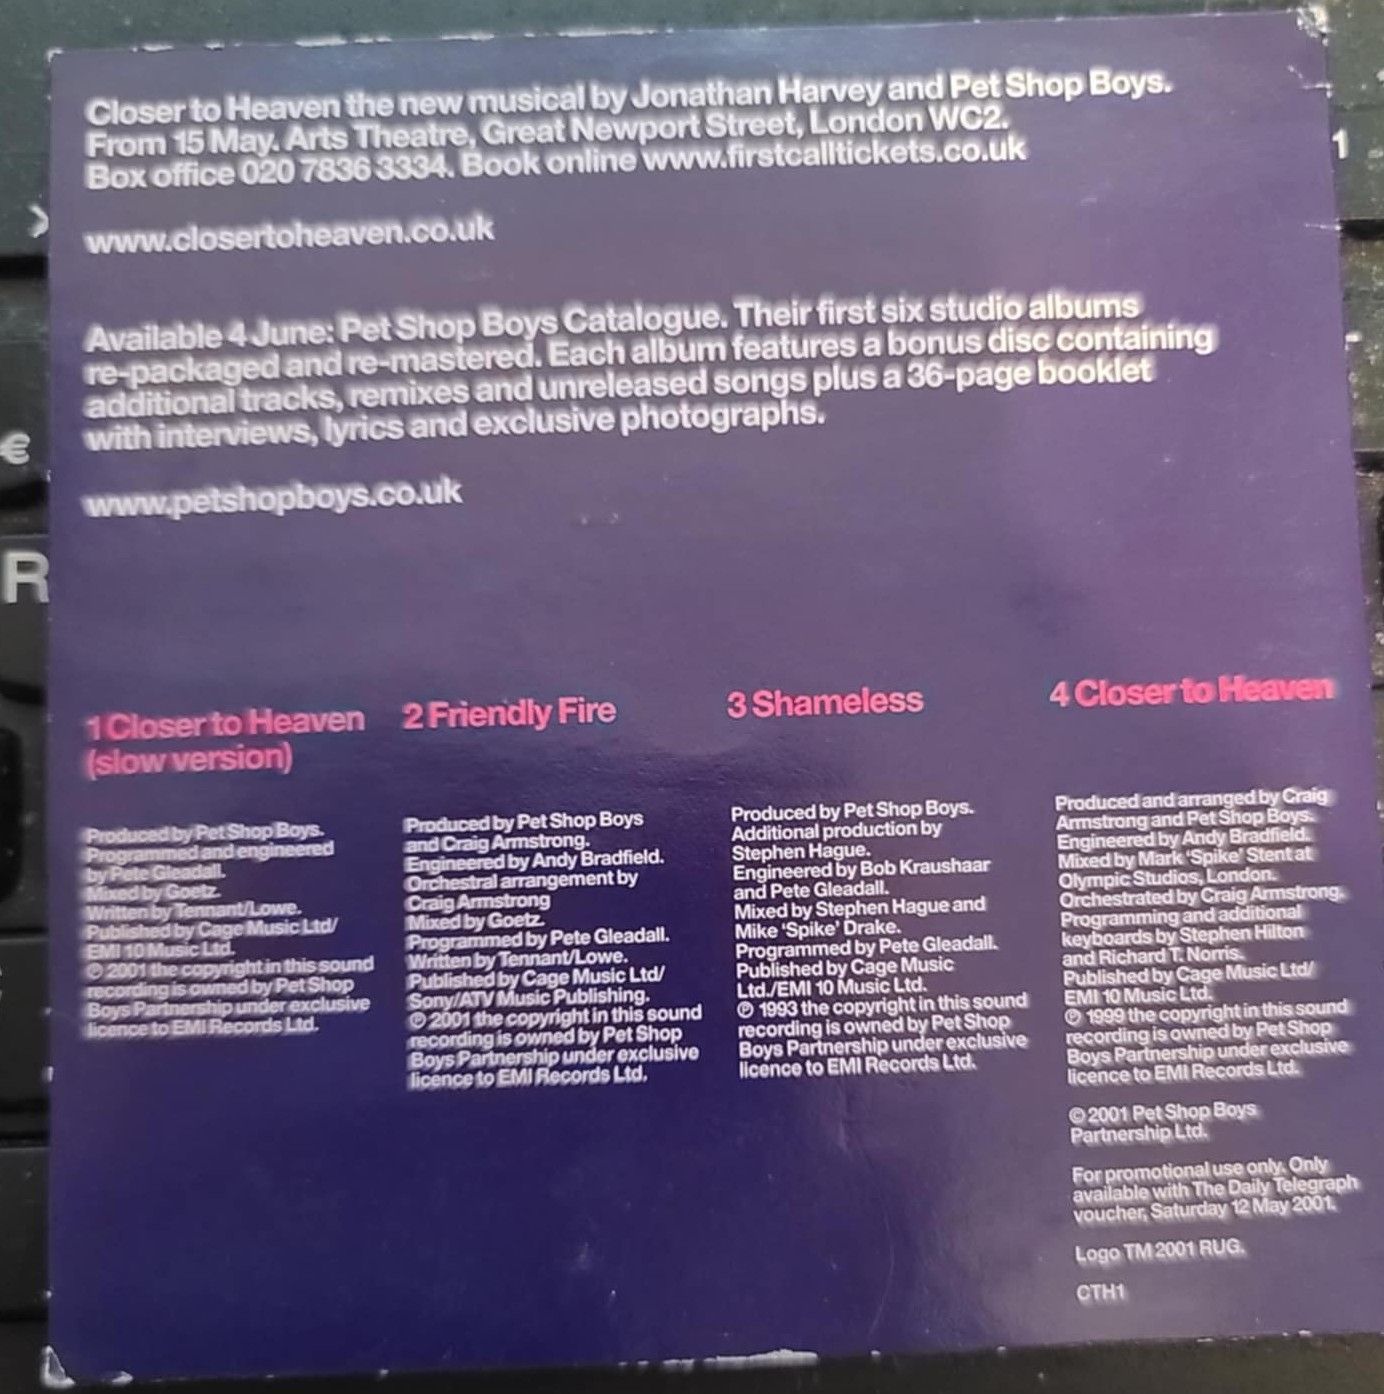 Closer to Heaven the new musical by Jonathan Harvey and Pet Shop Boys.
From 15 May. Arts Theatre, Great Newport Street, London WC2.
Box office 020 7836 3334. Book online www.firstcalltickets.co.uk
www.closertoheaven.co.uk
Available 4 June: Pet Shop Boys Catalogue. Their first six studio albums
re-packaged and re-mastered. Each album features a bonus disc containing
additional tracks, remixes and unreleased songs plus a 36-page booklet
with interviews, lyrics and exclusive photographs.
www.petshopboys.co.uk
1 Closer to Heaven
(slow version)
Produced by Pet Shop Boys.
Programmed and engineered
by Pete Gleadall.
Mixed by Goetz.
Written by Tennant/Lowe.
Published by Cage Music Ltd/
EMI 10 Music Ltd.
℗ 2001 the copyright in this sound
recording is owned by Pet Shop
Boys Partnership under exclusive
licence to EMI Records Ltd.
2 Friendly Fire
Produced by Pet Shop Boys
and Craig Armstrong.
Engineered by Andy Bradfield.
Orchestral arrangement by
Craig Armstrong
Mixed by Goetz.
Programmed by Pete Gleadall.
Written by Tennant/Lowe.
Published by Cage Music Ltd/
Sony/ATV Music Publishing.
℗ 2001 the copyright in this sound
recording is owned by Pet Shop
Boys Partnership under exclusive
licence to EMI Records Ltd.
3 Shameless
Produced by Pet Shop Boys.
Additional production by
Stephen Hague.
Engineered by Bob Kraushaar
and Pete Gleadall.
Mixed by Stephen Hague and
Mike 'Spike' Drake.
Programmed by Pete Gleadall.
Published by Cage Music
Ltd./EMI 10 Music Ltd.
℗ 1993 the copyright in this sound
recording is owned by Pet Shop
Boys Partnership under exclusive
licence to EMI Records Ltd.
4 Closer to Heaven
Produced and arranged by Craig
Armstrong and Pet Shop Boys.
Engineered by Andy Bradfield.
Mixed by Mark 'Spike' Stent at
Olympic Studios, London.
Orchestrated by Craig Armstrong.
Programming and additional
keyboards by Stephen Hilton
and Richard T. Norris.
Published by Cage Music Ltd/
EMI 10 Music Ltd.
℗ 1999 the copyright in this sound
recording is owned by Pet Shop
Boys Partnership under exclusive
licence to EMI Records Ltd.
© 2001 Pet Shop Boys
Partnership Ltd.
For promotional use only. Only
available with The Daily Telegraph
voucher, Saturday 12 May 2001.
Logo TM 2001 RUG.
CTH1
€
R
1